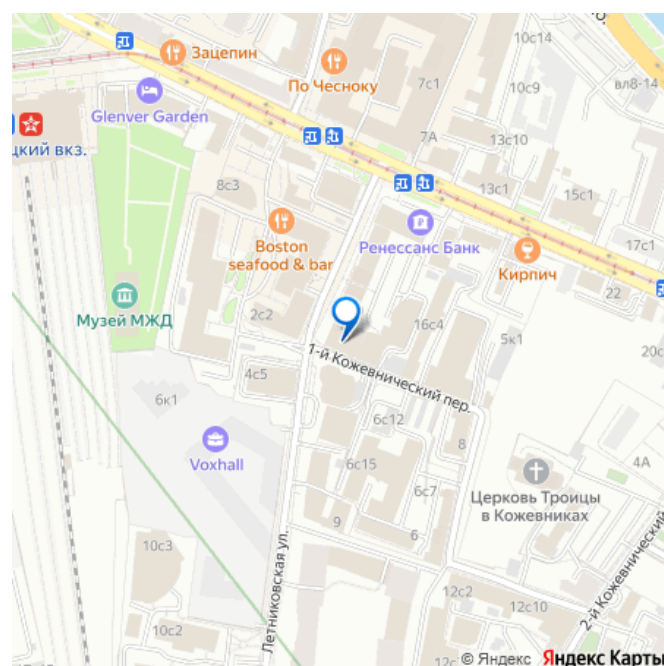 10с14
Зацепин
По Чесноку
7с1
10с9
вл8-14
Glenver Garden
7А
13с10
цкий вкз.
8с3
13с1
15с1
Boston
seafood & bar
Ренессанс Банк
17с1
Кирпич
22
Музей МЖД
2с2
16с4
5к1
1-й Кожевнический пер.
20с
4с5
6к1
6с12
8
4А
Voxhall
6с15
6с7
Церковь Троицы
в Кожевниках
9
6
10с3
Летниковская ул.
2-й Кожевнический
12с2
12с10
10с2
© Яндекс Яндекс Карты